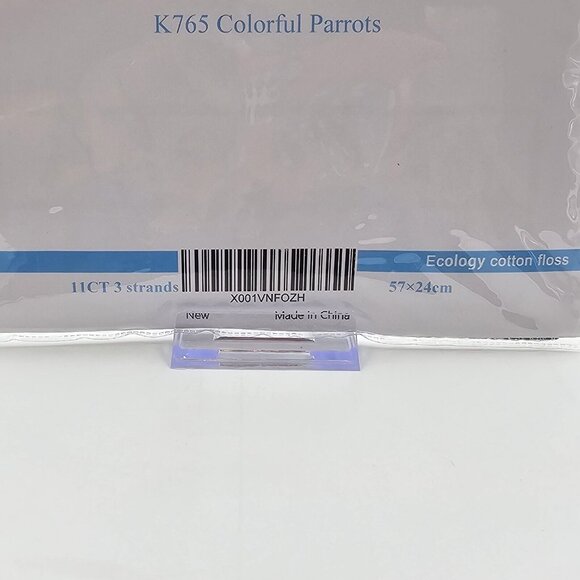 K765 Colorful Parrots
Ecology cotton floss
11CT 3 strands
57×24cm
X001VNFOZH
New Made in China